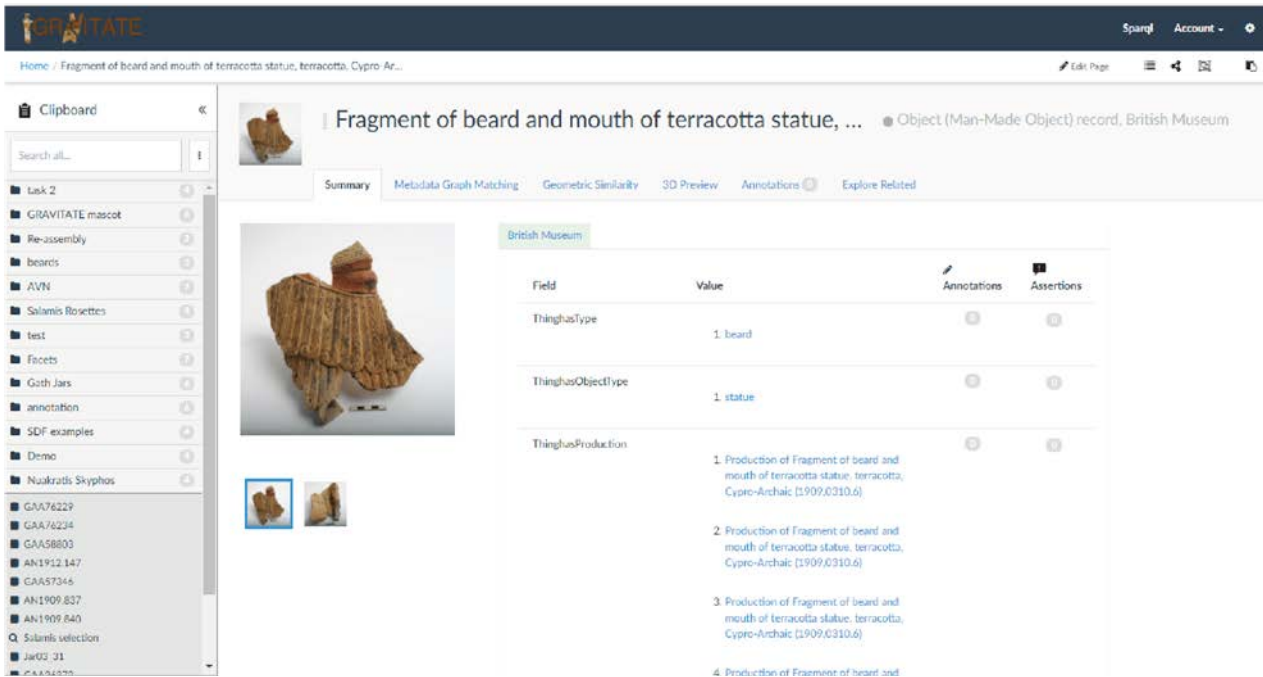 GRAVITATE
Sparql Account
Home / Fragment of beard and mouth of terracotta statue, terracotta, Cypro-Ar...
Edit Page
Clipboard «
Search all...
task 2
GRAVITATE mascot
Re-assembly
beards
AVN
Salamis Rosettes
test
Facets
Gath Jars
annotation
SDF examples
Demo
Nuakratis Skyphos
GAA76229
GAA76234
GAA58803
AN1912.147
GAA57346
AN1909.837
AN1909.840
Salamis selection
Jar03_31
Fragment of beard and mouth of terracotta statue, ...
Object (Man-Made Object) record, British Museum
Summary Metadata Graph Matching Geometric Similarity 3D Preview Annotations Explore Related
British Museum
Field Value Annotations Assertions
ThinghasType
1. beard
ThinghasObjectType
1. statue
ThinghasProduction
1. Production of Fragment of beard and
mouth of terracotta statue, terracotta,
Cypro-Archaic (1909,0310.6)
2. Production of Fragment of beard and
mouth of terracotta statue, terracotta,
Cypro-Archaic (1909,0310.6)
3. Production of Fragment of beard and
mouth of terracotta statue, terracotta,
Cypro-Archaic (1909,0310.6)
4. Production of Fragment of beard and